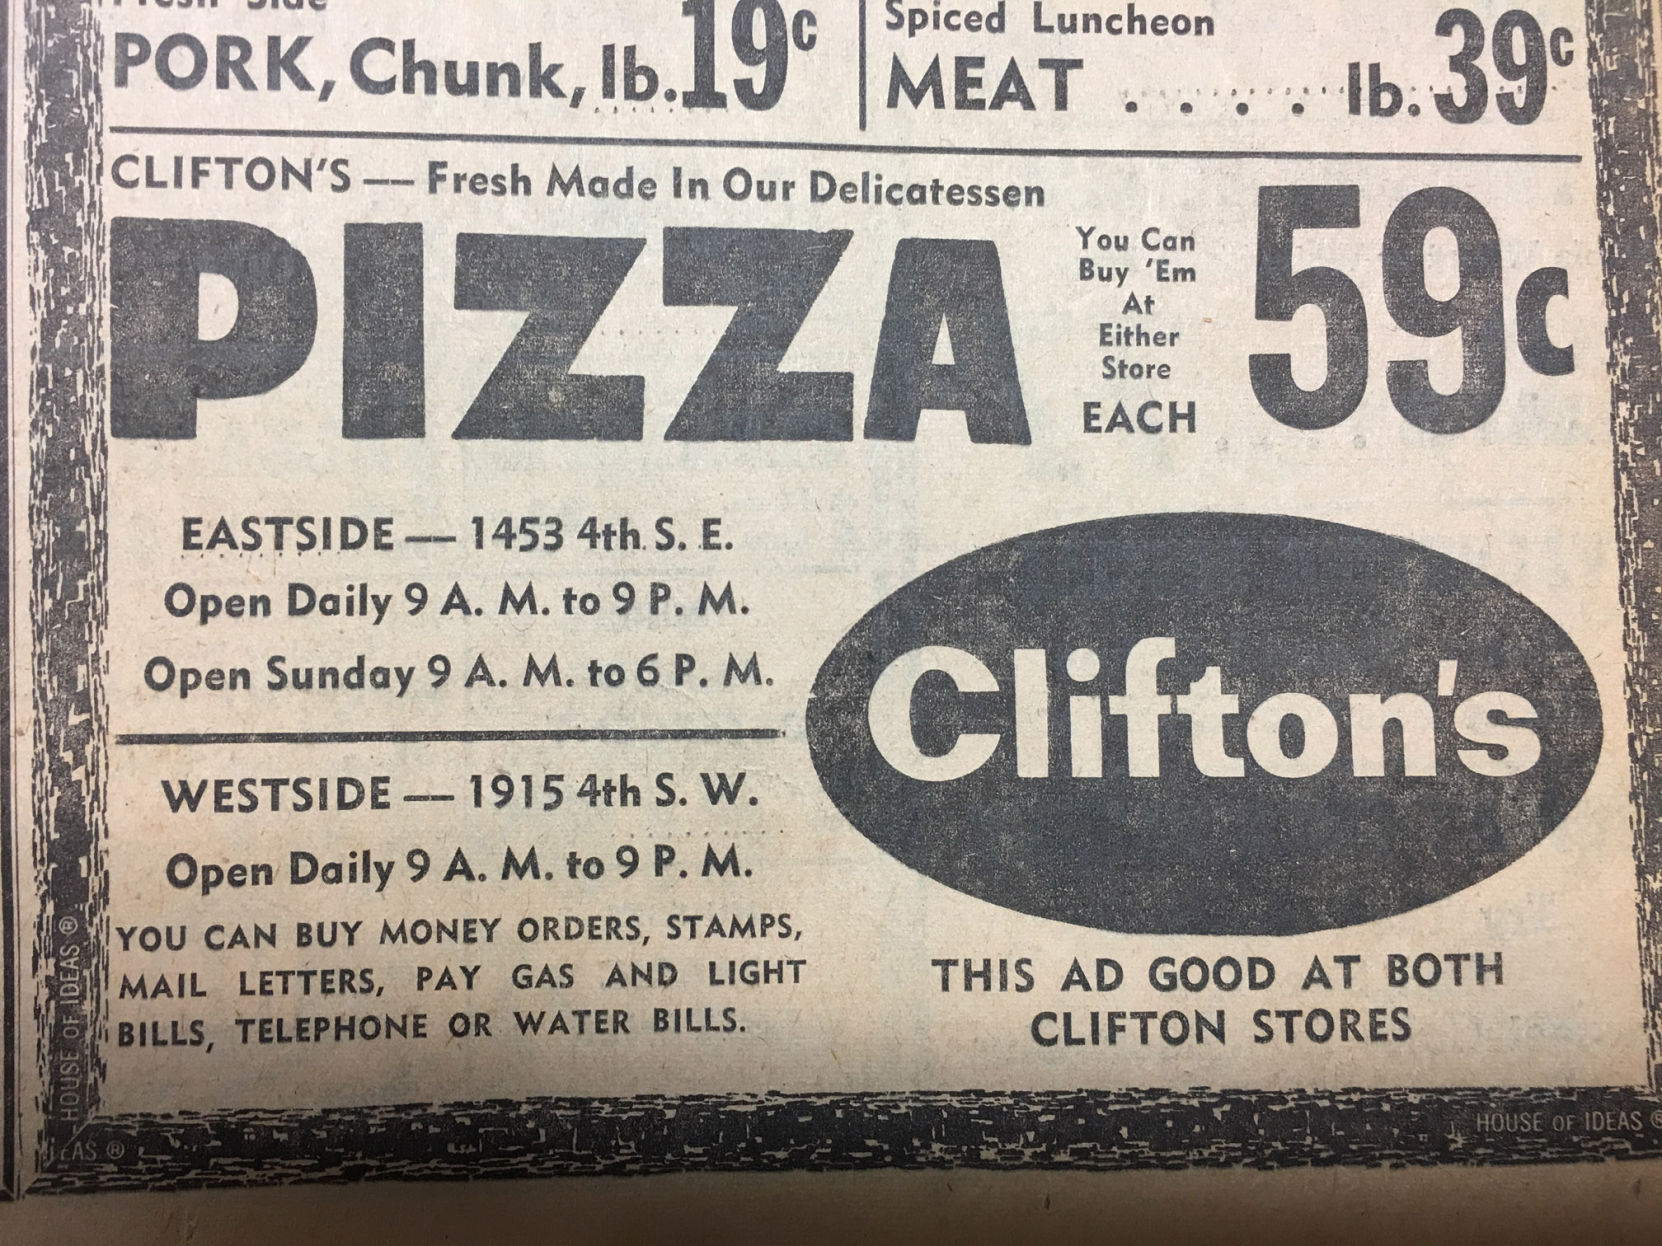 Fresh Side
PORK, Chunk, lb. 19c
Spiced Luncheon
MEAT . . . . lb. 39c
CLIFTON'S — Fresh Made In Our Delicatessen
PIZZA
You Can
Buy 'Em
At
Either
Store
EACH
59c
EASTSIDE — 1453 4th S. E.
Open Daily 9 A. M. to 9 P. M.
Open Sunday 9 A. M. to 6 P. M.
WESTSIDE — 1915 4th S. W.
Open Daily 9 A. M. to 9 P. M.
YOU CAN BUY MONEY ORDERS, STAMPS,
MAIL LETTERS, PAY GAS AND LIGHT
BILLS, TELEPHONE OR WATER BILLS.
Clifton's
THIS AD GOOD AT BOTH
CLIFTON STORES
HOUSE OF IDEAS ®
EAS ®
HOUSE OF IDEAS ®